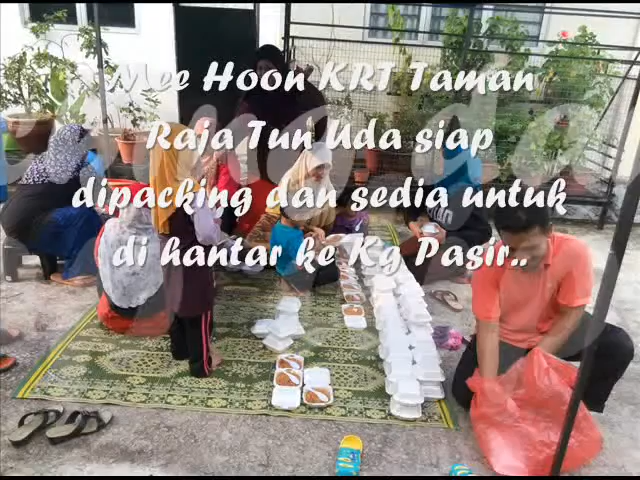 Mee Hoon KRT Taman
Raja Tun Uda siap
dipacking dan sedia untuk
di hantar ke Kg Pasir..